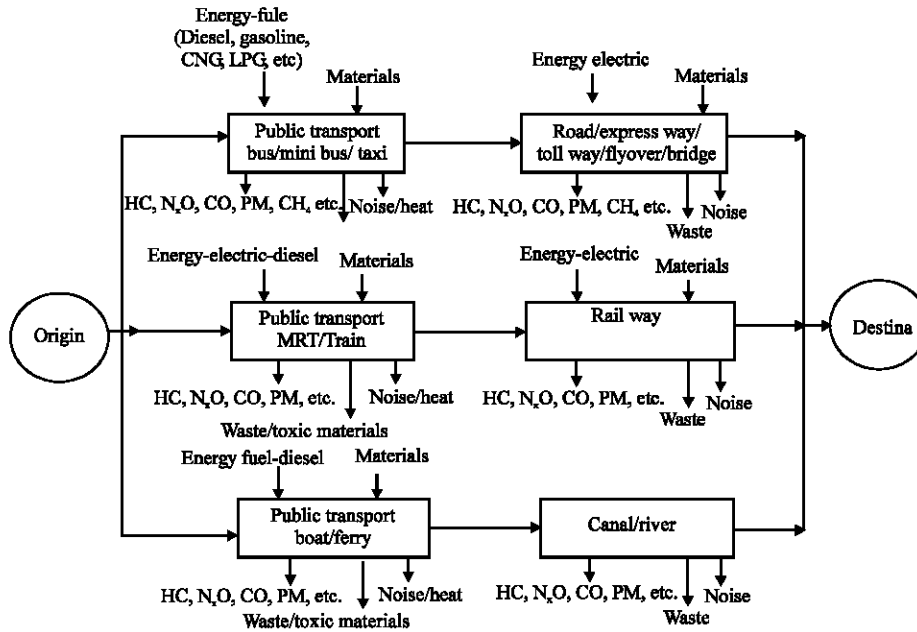 Energy-fule
(Diesel, gasoline,
CNG, LPG, etc)
Materials
Energy electric
Materials
Public transport
bus/mini bus/ taxi
Road/express way/
toll way/flyover/bridge
HC, NxO, CO, PM, CH₄ etc.
Noise/heat
HC, NxO, CO, PM, CH₄ etc.
Waste
Noise
Energy-electric-diesel
Materials
Energy-electric
Materials
Origin
Public transport
MRT/Train
Rail way
Destina
HC, NxO, CO, PM, etc.
Noise/heat
Waste/toxic materials
HC, NxO, CO, PM, etc.
Waste
Noise
Energy fuel-diesel
Materials
Public transport
boat/ferry
Canal/river
HC, NxO, CO, PM, etc.
Noise/heat
Waste/toxic materials
HC, NxO, CO, PM, etc.
Waste
Noise